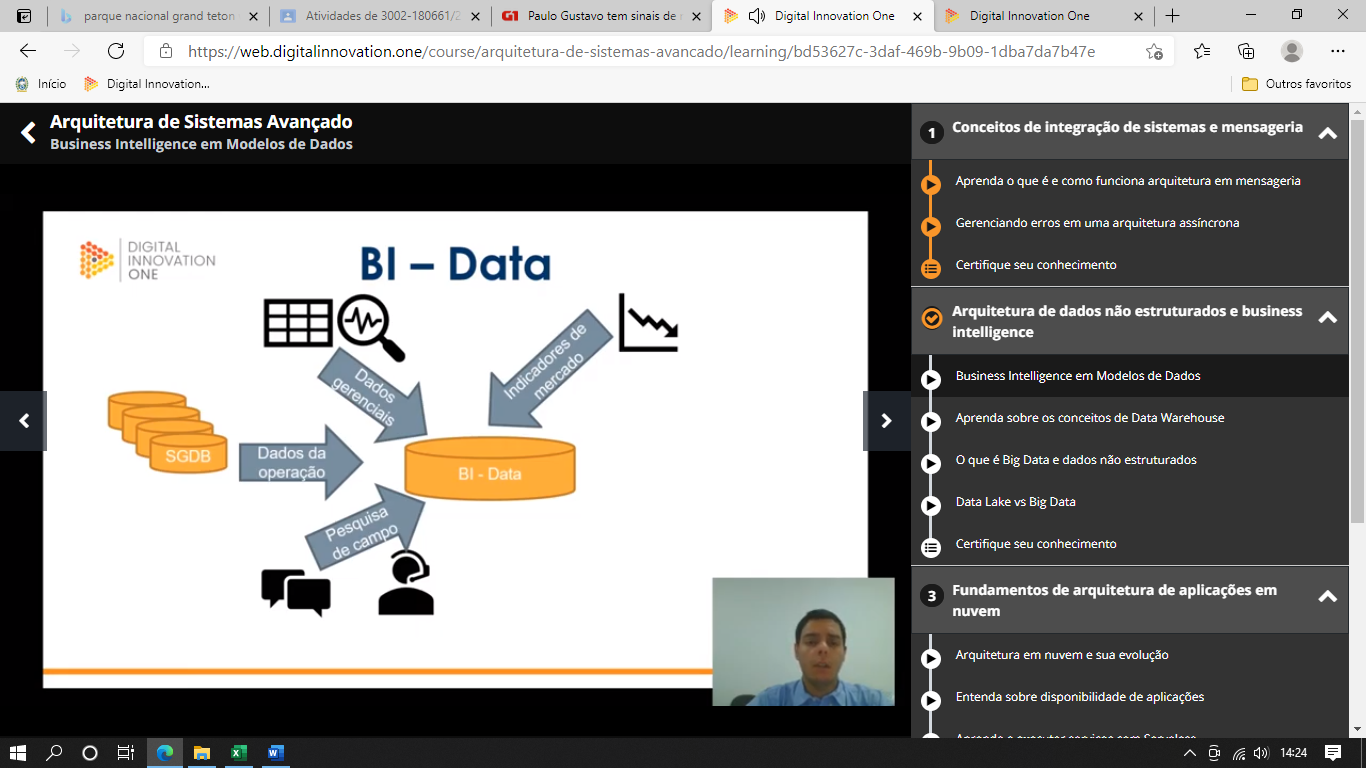 parque nacional grand teton
Atividades de 3002-180661/2
Paulo Gustavo tem sinais de
Digital Innovation One
Digital Innovation One
https://web.digitalinnovation.one/course/arquitetura-de-sistemas-avancado/learning/bd53627c-3daf-469b-9b09-1dba7da7b47e
Início
Digital Innovation...
Outros favoritos
Arquitetura de Sistemas Avançado
Business Intelligence em Modelos de Dados
DIGITAL
INNOVATION
ONE
BI – Data
Dados
gerenciais
Indicadores de
mercado
SGDB
Dados da
operação
BI - Data
Pesquisa
de campo
1 Conceitos de integração de sistemas e mensageria
Aprenda o que é e como funciona arquitetura em mensageria
Gerenciando erros em uma arquitetura assíncrona
Certifique seu conhecimento
Arquitetura de dados não estruturados e business
intelligence
Business Intelligence em Modelos de Dados
Aprenda sobre os conceitos de Data Warehouse
O que é Big Data e dados não estruturados
Data Lake vs Big Data
Certifique seu conhecimento
3 Fundamentos de arquitetura de aplicações em
nuvem
Arquitetura em nuvem e sua evolução
Entenda sobre disponibilidade de aplicações
14:24